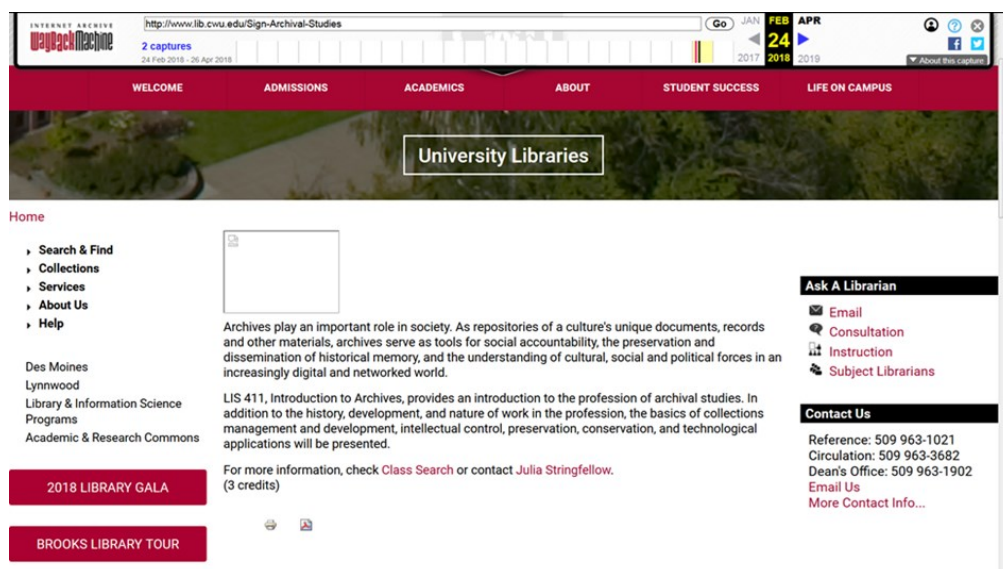 INTERNET ARCHIVE
WayBackMachine
http://www.lib.cwu.edu/Sign-Archival-Studies
Go
JAN FEB APR
2 captures
24
24 Feb 2018 - 26 Apr 2018
2017 2018 2019
About this capture
WELCOME ADMISSIONS ACADEMICS ABOUT STUDENT SUCCESS LIFE ON CAMPUS
University Libraries
Home
Search & Find
Collections
Services
About Us
Help
Des Moines
Lynnwood
Library & Information Science
Programs
Academic & Research Commons
2018 LIBRARY GALA
BROOKS LIBRARY TOUR
Archives play an important role in society. As repositories of a culture's unique documents, records
and other materials, archives serve as tools for social accountability, the preservation and
dissemination of historical memory, and the understanding of cultural, social and political forces in an
increasingly digital and networked world.
LIS 411, Introduction to Archives, provides an introduction to the profession of archival studies. In
addition to the history, development, and nature of work in the profession, the basics of collections
management and development, intellectual control, preservation, conservation, and technological
applications will be presented.
For more information, check Class Search or contact Julia Stringfellow.
(3 credits)
Ask A Librarian
Email
Consultation
Instruction
Subject Librarians
Contact Us
Reference: 509 963-1021
Circulation: 509 963-3682
Dean's Office: 509 963-1902
Email Us
More Contact Info...